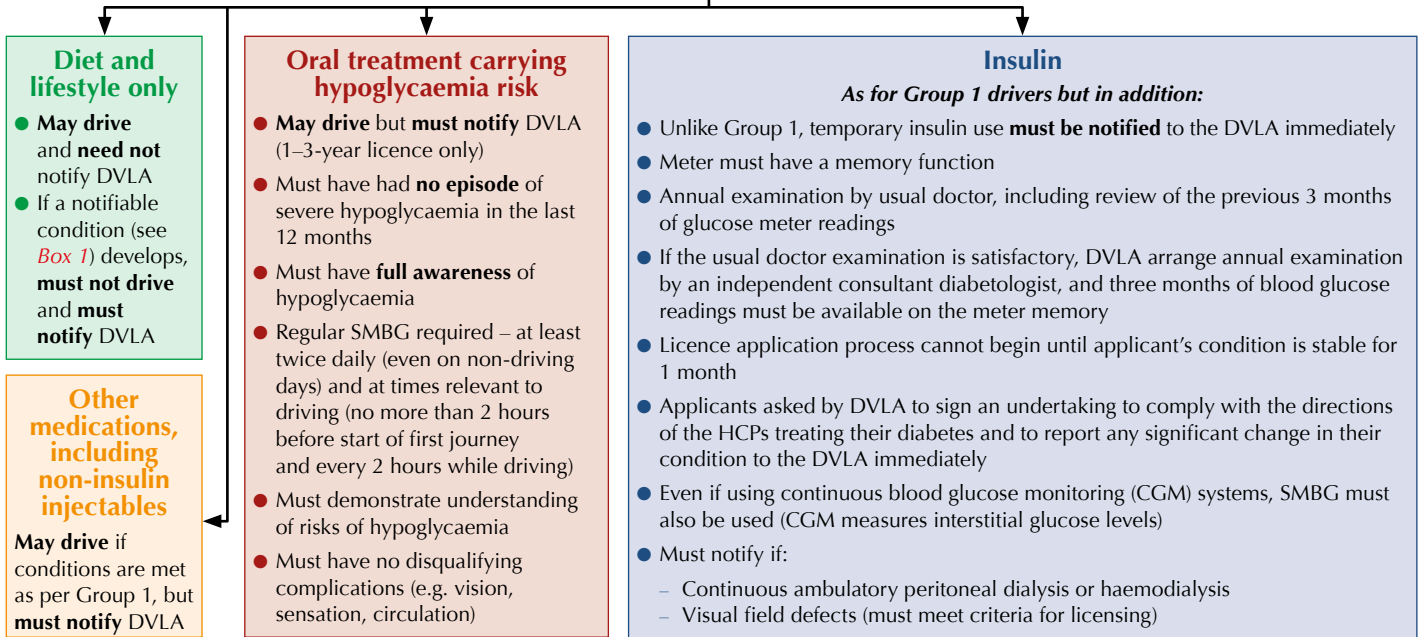 Diet and
lifestyle only
● May drive
and need not
notify DVLA
● If a notifiable
condition (see
Box 1) develops,
must not drive
and must
notify DVLA
Other
medications,
including
non-insulin
injectables
May drive if
conditions are met
as per Group 1, but
must notify DVLA
Oral treatment carrying
hypoglycaemia risk
● May drive but must notify DVLA
(1–3-year licence only)
● Must have had no episode of
severe hypoglycaemia in the last
12 months
● Must have full awareness of
hypoglycaemia
● Regular SMBG required – at least
twice daily (even on non-driving
days) and at times relevant to
driving (no more than 2 hours
before start of first journey
and every 2 hours while driving)
● Must demonstrate understanding
of risks of hypoglycaemia
● Must have no disqualifying
complications (e.g. vision,
sensation, circulation)
Insulin
As for Group 1 drivers but in addition:
● Unlike Group 1, temporary insulin use must be notified to the DVLA immediately
● Meter must have a memory function
● Annual examination by usual doctor, including review of the previous 3 months
of glucose meter readings
● If the usual doctor examination is satisfactory, DVLA arrange annual examination
by an independent consultant diabetologist, and three months of blood glucose
readings must be available on the meter memory
● Licence application process cannot begin until applicant’s condition is stable for
1 month
● Applicants asked by DVLA to sign an undertaking to comply with the directions
of the HCPs treating their diabetes and to report any significant change in their
condition to the DVLA immediately
● Even if using continuous blood glucose monitoring (CGM) systems, SMBG must
also be used (CGM measures interstitial glucose levels)
● Must notify if:
– Continuous ambulatory peritoneal dialysis or haemodialysis
– Visual field defects (must meet criteria for licensing)